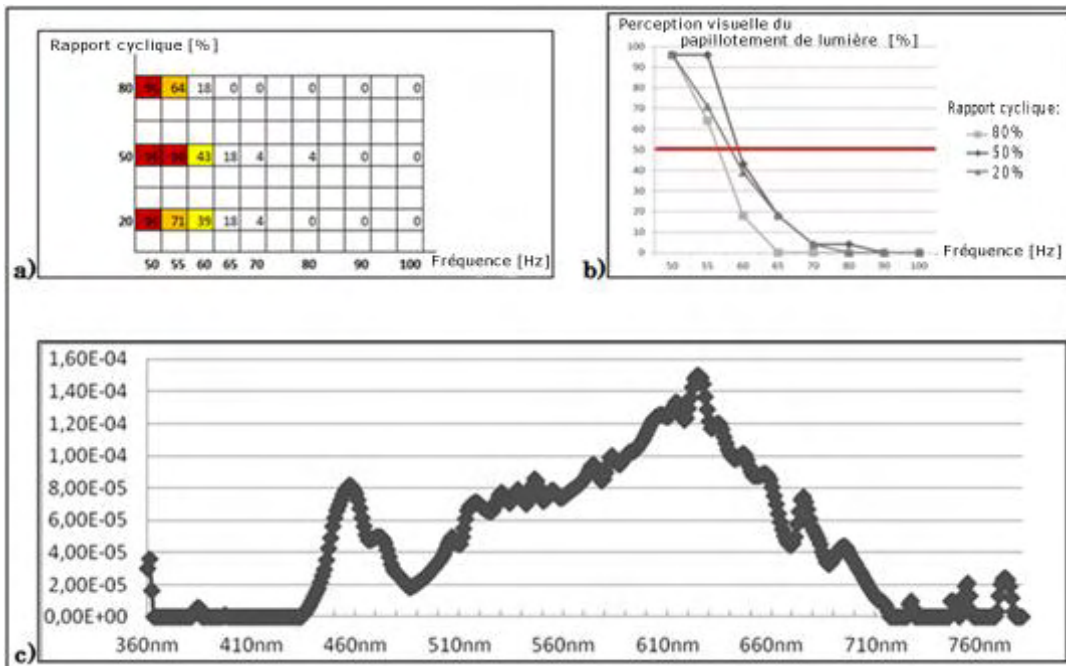 Rapport cyclique [%]
80 96 64 18 0 0 0 0 0
50 96 96 43 18 4 4 0 0
20 96 71 39 18 4 0 0 0
50 55 60 65 70 80 90 100
Fréquence [Hz]
a)
Perception visuelle du
papillotement de lumière [%]
100
90
80
70
60
50
40
30
20
10
0
50 55 60 65 70 80 90 100
Fréquence [Hz]
Rapport cyclique:
80%
50%
20%
b)
1,60E-04
1,40E-04
1,20E-04
1,00E-04
8,00E-05
6,00E-05
4,00E-05
2,00E-05
0,00E+00
360nm 410nm 460nm 510nm 560nm 610nm 660nm 710nm 760nm
c)